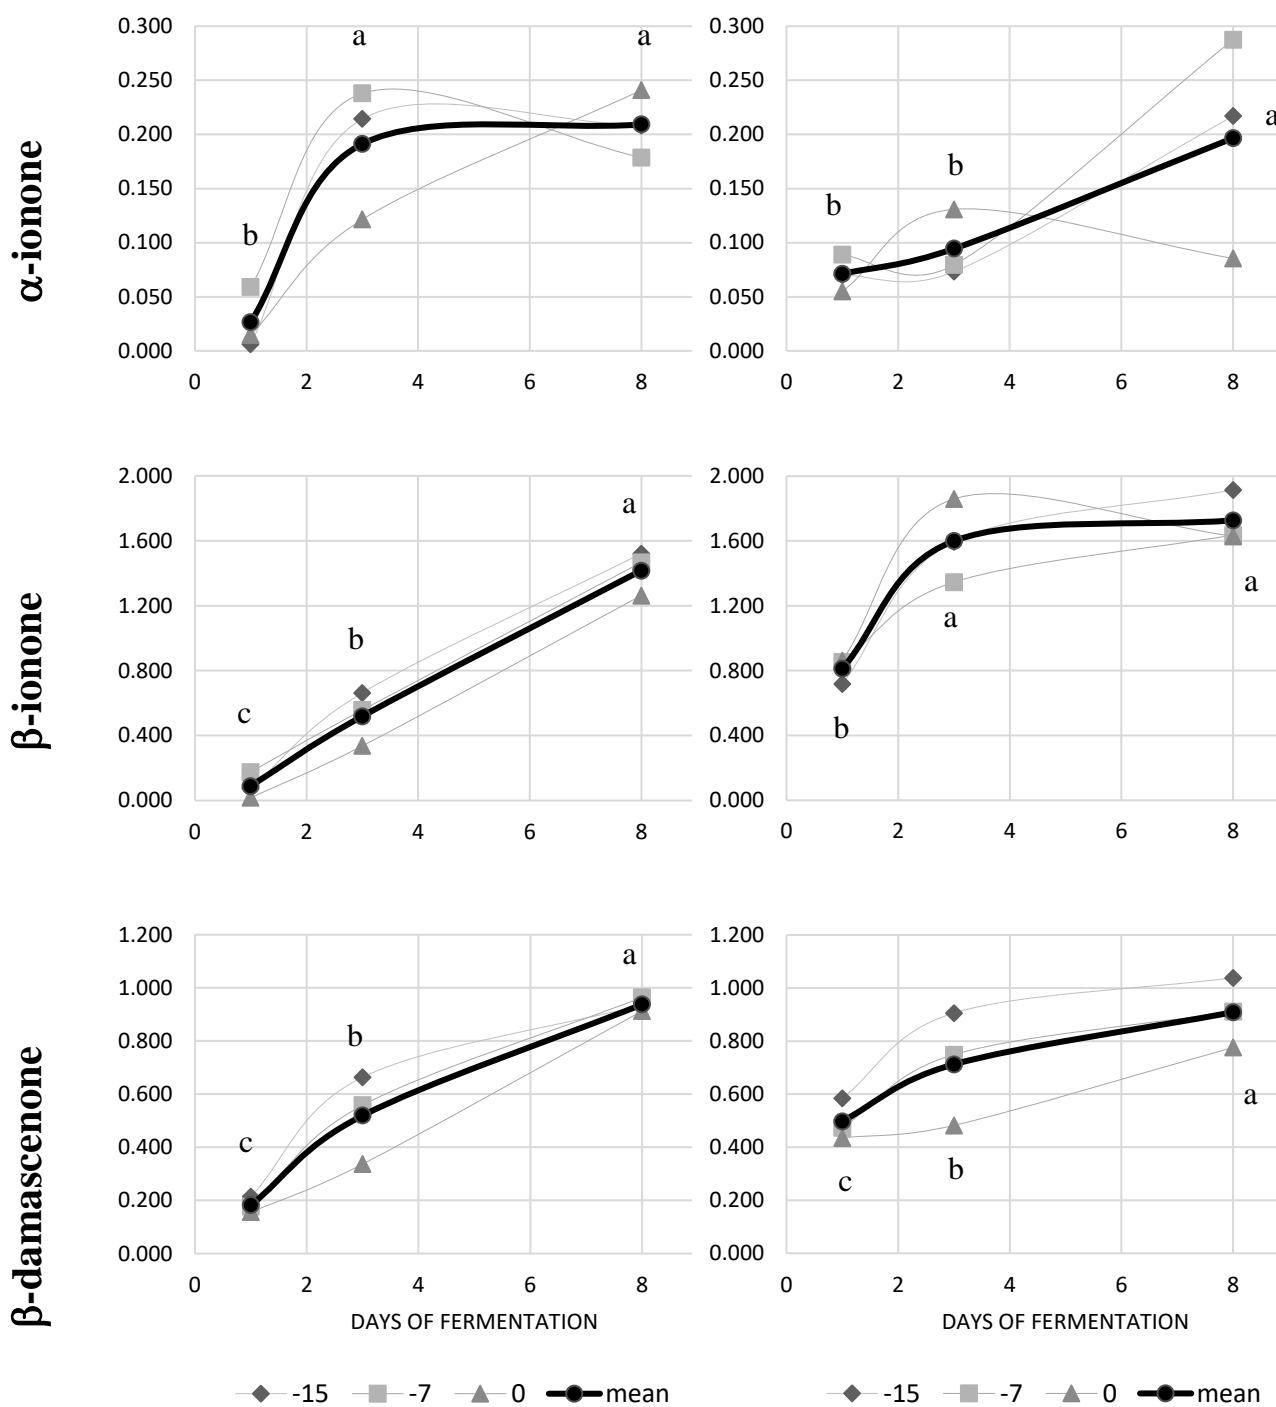 α-ionone
0.300
0.250
0.200
0.150
0.100
0.050
0.000
a
a
b
0 2 4 6 8
0.300
0.250
0.200
0.150
0.100
0.050
0.000
a
b
b
0 2 4 6 8
β-ionone
2.000
1.600
1.200
0.800
0.400
0.000
a
b
c
0 2 4 6 8
2.000
1.600
1.200
0.800
0.400
0.000
a
a
b
0 2 4 6 8
β-damascenone
1.200
1.000
0.800
0.600
0.400
0.200
0.000
a
b
c
0 2 4 6 8
DAYS OF FERMENTATION
1.200
1.000
0.800
0.600
0.400
0.200
0.000
a
b
c
0 2 4 6 8
DAYS OF FERMENTATION
-15 -7 0 mean
-15 -7 0 mean